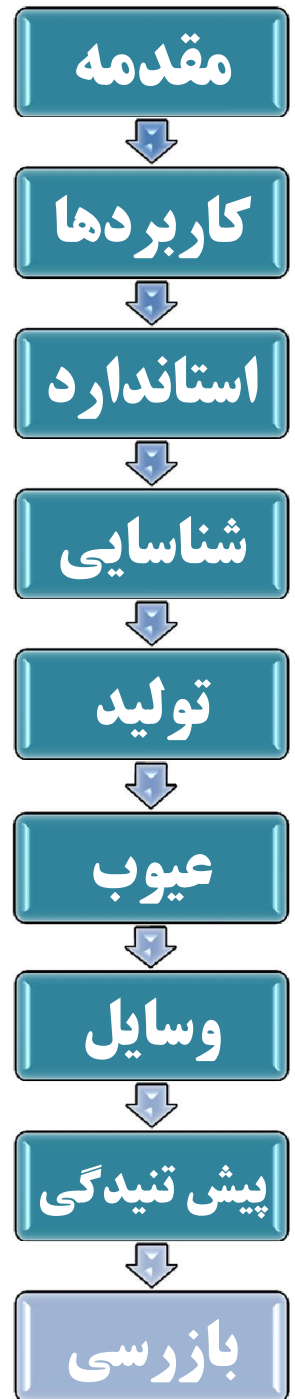 مقدمه
کاربردها
استاندارد
شناسایی
تولید
عیوب
وسایل
پیش تنیدگی
بازرسی